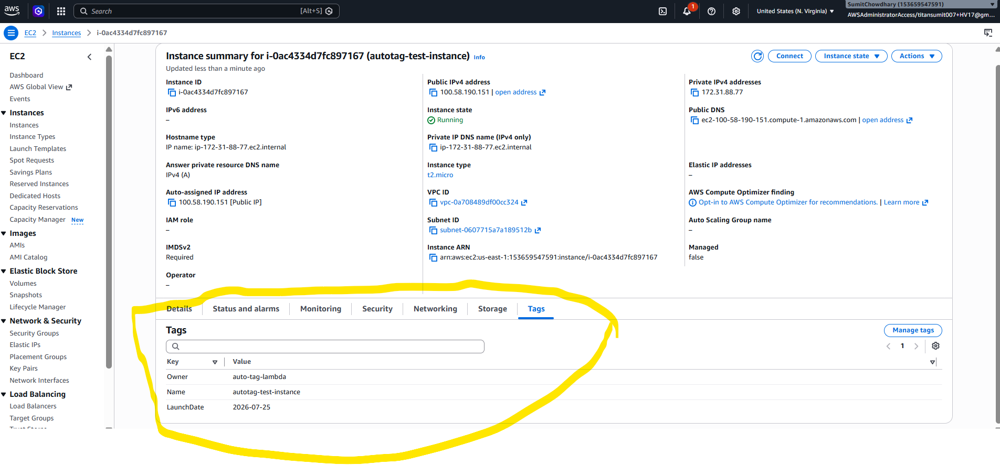 aws
Search [Alt+S]
1
United States (N. Virginia)
SumitChowdhary (153659547591)
AWSAdministratorAccess/titansumit007+HV17@gm...
EC2 Instances i-0ac4334d7fc897167
EC2
Dashboard
AWS Global View
Events
Instances
Instances
Instance Types
Launch Templates
Spot Requests
Savings Plans
Reserved Instances
Dedicated Hosts
Capacity Reservations
Capacity Manager New
Images
AMIs
AMI Catalog
Elastic Block Store
Volumes
Snapshots
Lifecycle Manager
Network & Security
Security Groups
Elastic IPs
Placement Groups
Key Pairs
Network Interfaces
Load Balancing
Load Balancers
Target Groups
Trust Stores
Instance summary for i-0ac4334d7fc897167 (autotag-test-instance) Info
Updated less than a minute ago
Connect
Instance state
Actions
Instance ID
i-0ac4334d7fc897167
IPv6 address
–
Hostname type
IP name: ip-172-31-88-77.ec2.internal
Answer private resource DNS name
IPv4 (A)
Auto-assigned IP address
100.58.190.151 [Public IP]
IAM role
–
IMDSv2
Required
Operator
–
Public IPv4 address
100.58.190.151 | open address
Instance state
Running
Private IP DNS name (IPv4 only)
ip-172-31-88-77.ec2.internal
Instance type
t2.micro
VPC ID
vpc-0a708489df00cc324
Subnet ID
subnet-0607715a7a189512b
Instance ARN
arn:aws:ec2:us-east-1:153659547591:instance/i-0ac4334d7fc897167
Private IPv4 addresses
172.31.88.77
Public DNS
ec2-100-58-190-151.compute-1.amazonaws.com | open address
Elastic IP addresses
–
AWS Compute Optimizer finding
Opt-in to AWS Compute Optimizer for recommendations. | Learn more
Auto Scaling Group name
–
Managed
false
Details Status and alarms Monitoring Security Networking Storage Tags
Tags
Manage tags
1
Key Value
Owner auto-tag-lambda
Name autotag-test-instance
LaunchDate 2026-07-25